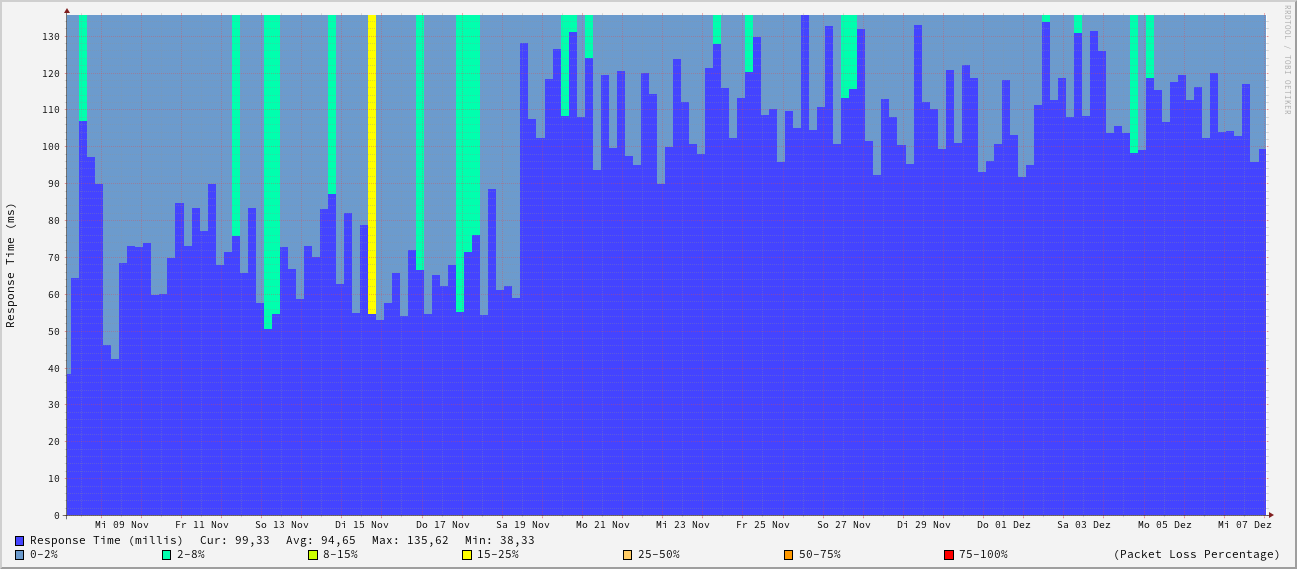 RRDTOOL / TOBI OETIKER
Response Time (ms)
130
120
110
100
90
80
70
60
50
40
30
20
10
0
Mi 09 Nov Fr 11 Nov So 13 Nov Di 15 Nov Do 17 Nov Sa 19 Nov Mo 21 Nov Mi 23 Nov Fr 25 Nov So 27 Nov Di 29 Nov Do 01 Dez Sa 03 Dez Mo 05 Dez Mi 07 Dez
Response Time (millis) Cur: 99,33 Avg: 94,65 Max: 135,62 Min: 38,33
0-2% 2-8% 8-15% 15-25% 25-50% 50-75% 75-100% (Packet Loss Percentage)